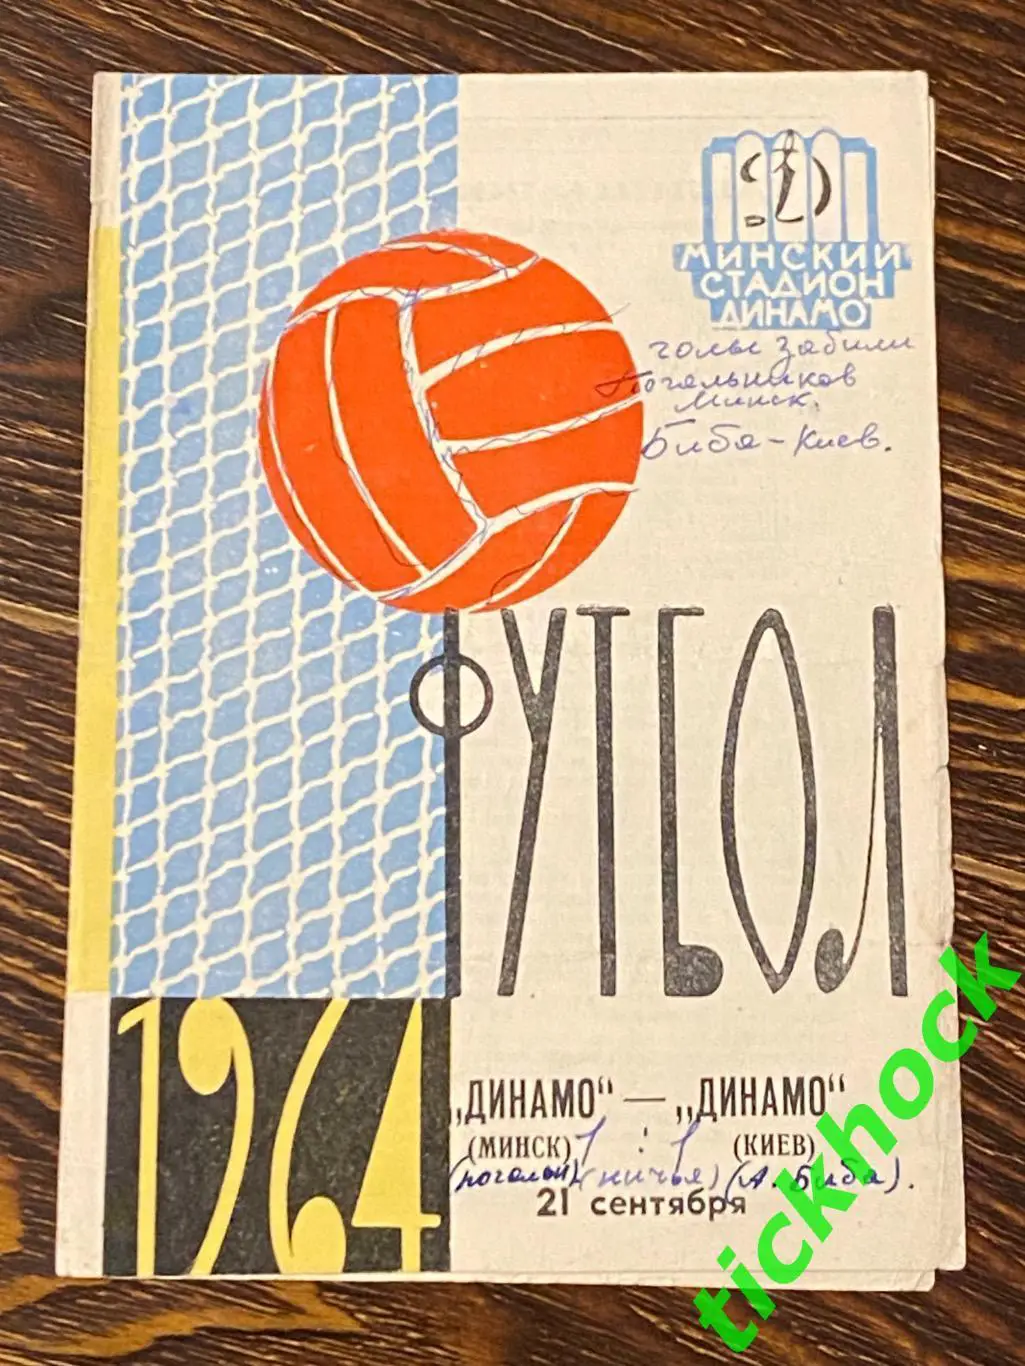 МИНСКИЙ
СТАДИОН
ДИНАМО
голы забили
Погальников
Минск.
Биба - Киев.
ФУТБОЛ
1964
„ДИНАМО“ — „ДИНАМО“
(МИНСК) 1 : 1 (КИЕВ)
(ничья) (А. Биба).
21 сентября
tickhock